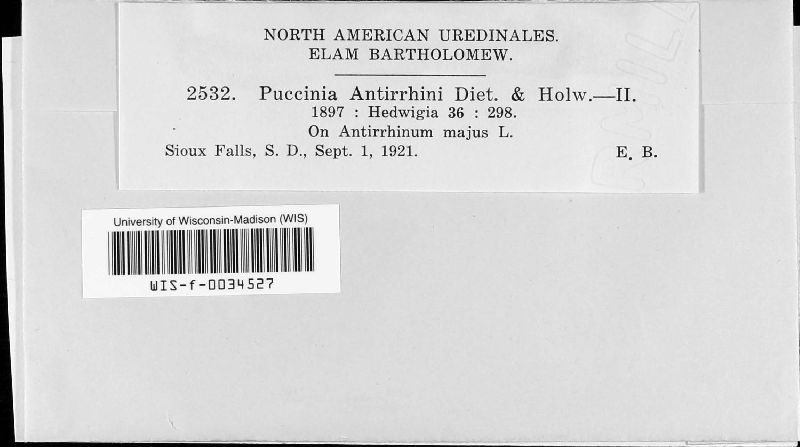 NORTH AMERICAN UREDINALES.
ELAM BARTHOLOMEW.
2532. Puccinia Antirrhini Diet. & Holw.—II.
1897 : Hedwigia 36 : 298.
On Antirrhinum majus L.
Sioux Falls, S. D., Sept. 1, 1921. E. B.
University of Wisconsin-Madison (WIS)
WIS-f-0034527